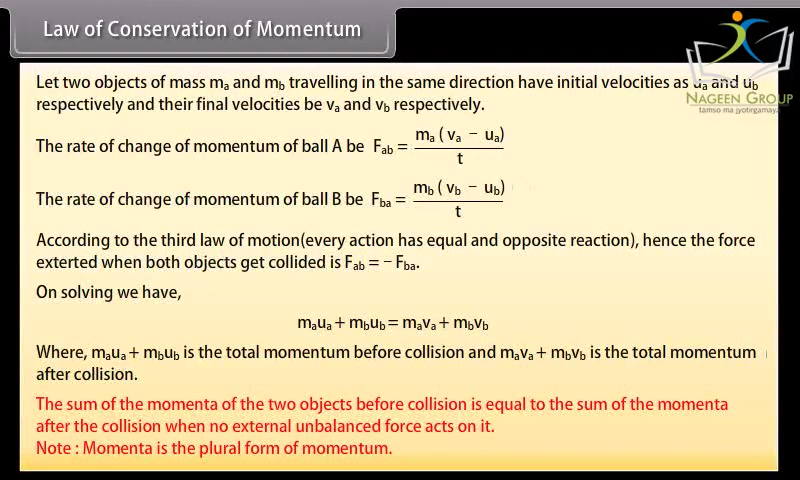 Law of Conservation of Momentum
NAGEEN GROUP
tamso ma jyotirgamaya
Let two objects of mass mₐ and m_b travelling in the same direction have initial velocities as uₐ and u_b
respectively and their final velocities be vₐ and v_b respectively.
The rate of change of momentum of ball A be F_ab = mₐ ( vₐ − uₐ) / t
The rate of change of momentum of ball B be F_ba = m_b ( v_b − u_b) / t
According to the third law of motion(every action has equal and opposite reaction), hence the force
exterted when both objects get collided is F_ab = − F_ba.
On solving we have,
mₐuₐ + m_bu_b = mₐvₐ + m_bv_b
Where, mₐuₐ + m_bu_b is the total momentum before collision and mₐvₐ + m_bv_b is the total momentum
after collision.
The sum of the momenta of the two objects before collision is equal to the sum of the momenta
after the collision when no external unbalanced force acts on it.
Note : Momenta is the plural form of momentum.